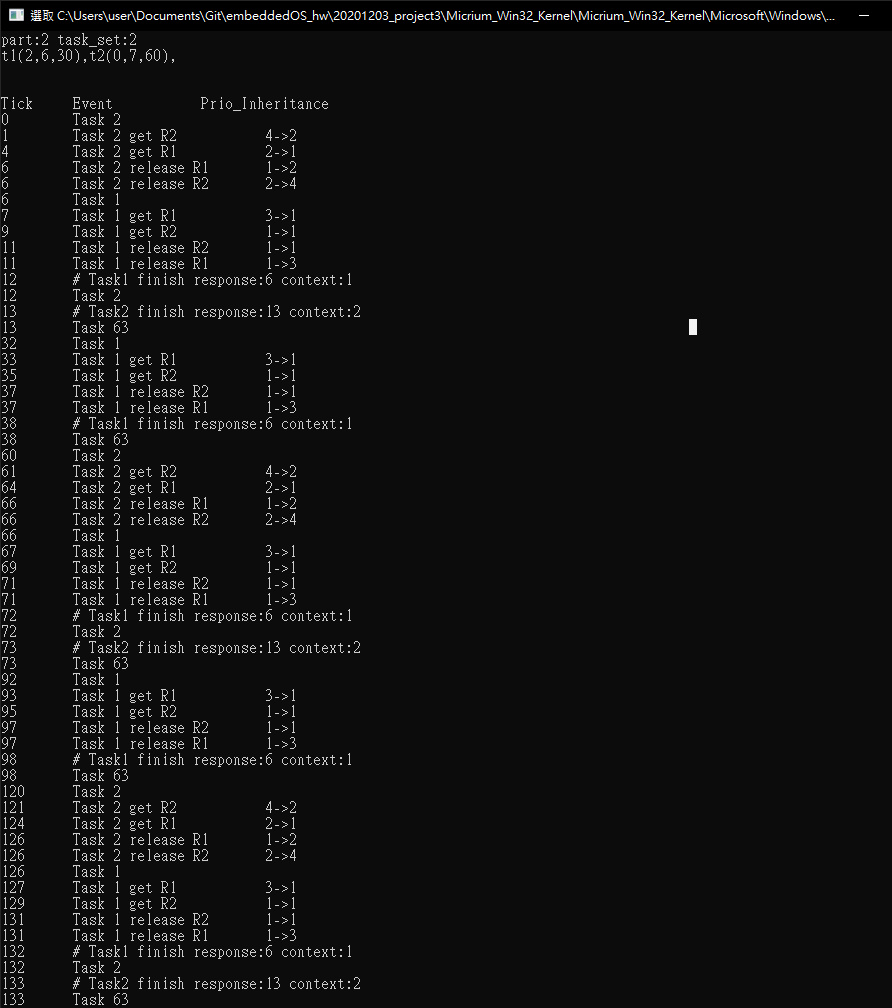 選取 C:\Users\user\Documents\Git\embeddedOS_hw\20201203_project3\Micrium_Win32_Kernel\Micrium_Win32_Kernel\Microsoft\Windows\...
part:2 task_set:2
t1(2,6,30),t2(0,7,60),
Tick Event Prio_Inheritance
0 Task 2
1 Task 2 get R2 4->2
4 Task 2 get R1 2->1
6 Task 2 release R1 1->2
6 Task 2 release R2 2->4
6 Task 1
7 Task 1 get R1 3->1
9 Task 1 get R2 1->1
11 Task 1 release R2 1->1
11 Task 1 release R1 1->3
12 # Task1 finish response:6 context:1
12 Task 2
13 # Task2 finish response:13 context:2
13 Task 63
32 Task 1
33 Task 1 get R1 3->1
35 Task 1 get R2 1->1
37 Task 1 release R2 1->1
37 Task 1 release R1 1->3
38 # Task1 finish response:6 context:1
38 Task 63
60 Task 2
61 Task 2 get R2 4->2
64 Task 2 get R1 2->1
66 Task 2 release R1 1->2
66 Task 2 release R2 2->4
66 Task 1
67 Task 1 get R1 3->1
69 Task 1 get R2 1->1
71 Task 1 release R2 1->1
71 Task 1 release R1 1->3
72 # Task1 finish response:6 context:1
72 Task 2
73 # Task2 finish response:13 context:2
73 Task 63
92 Task 1
93 Task 1 get R1 3->1
95 Task 1 get R2 1->1
97 Task 1 release R2 1->1
97 Task 1 release R1 1->3
98 # Task1 finish response:6 context:1
98 Task 63
120 Task 2
121 Task 2 get R2 4->2
124 Task 2 get R1 2->1
126 Task 2 release R1 1->2
126 Task 2 release R2 2->4
126 Task 1
127 Task 1 get R1 3->1
129 Task 1 get R2 1->1
131 Task 1 release R2 1->1
131 Task 1 release R1 1->3
132 # Task1 finish response:6 context:1
132 Task 2
133 # Task2 finish response:13 context:2
133 Task 63